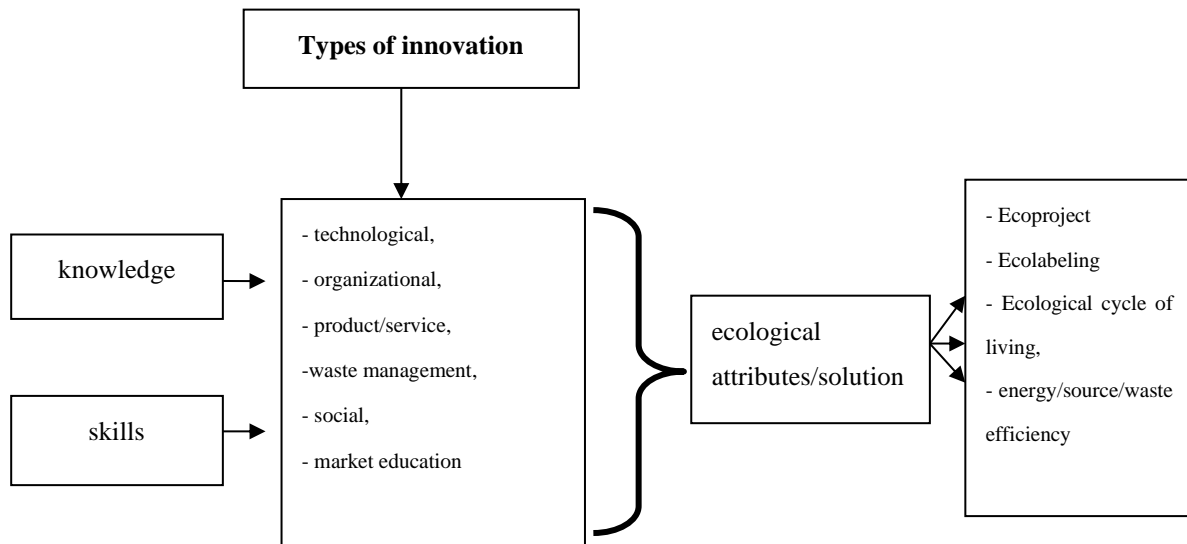 Types of innovation
knowledge
skills
- technological,
- organizational,
- product/service,
-waste management,
- social,
- market education
ecological
attributes/solution
- Ecoproject
- Ecolabeling
- Ecological cycle of
living,
- energy/source/waste
efficiency